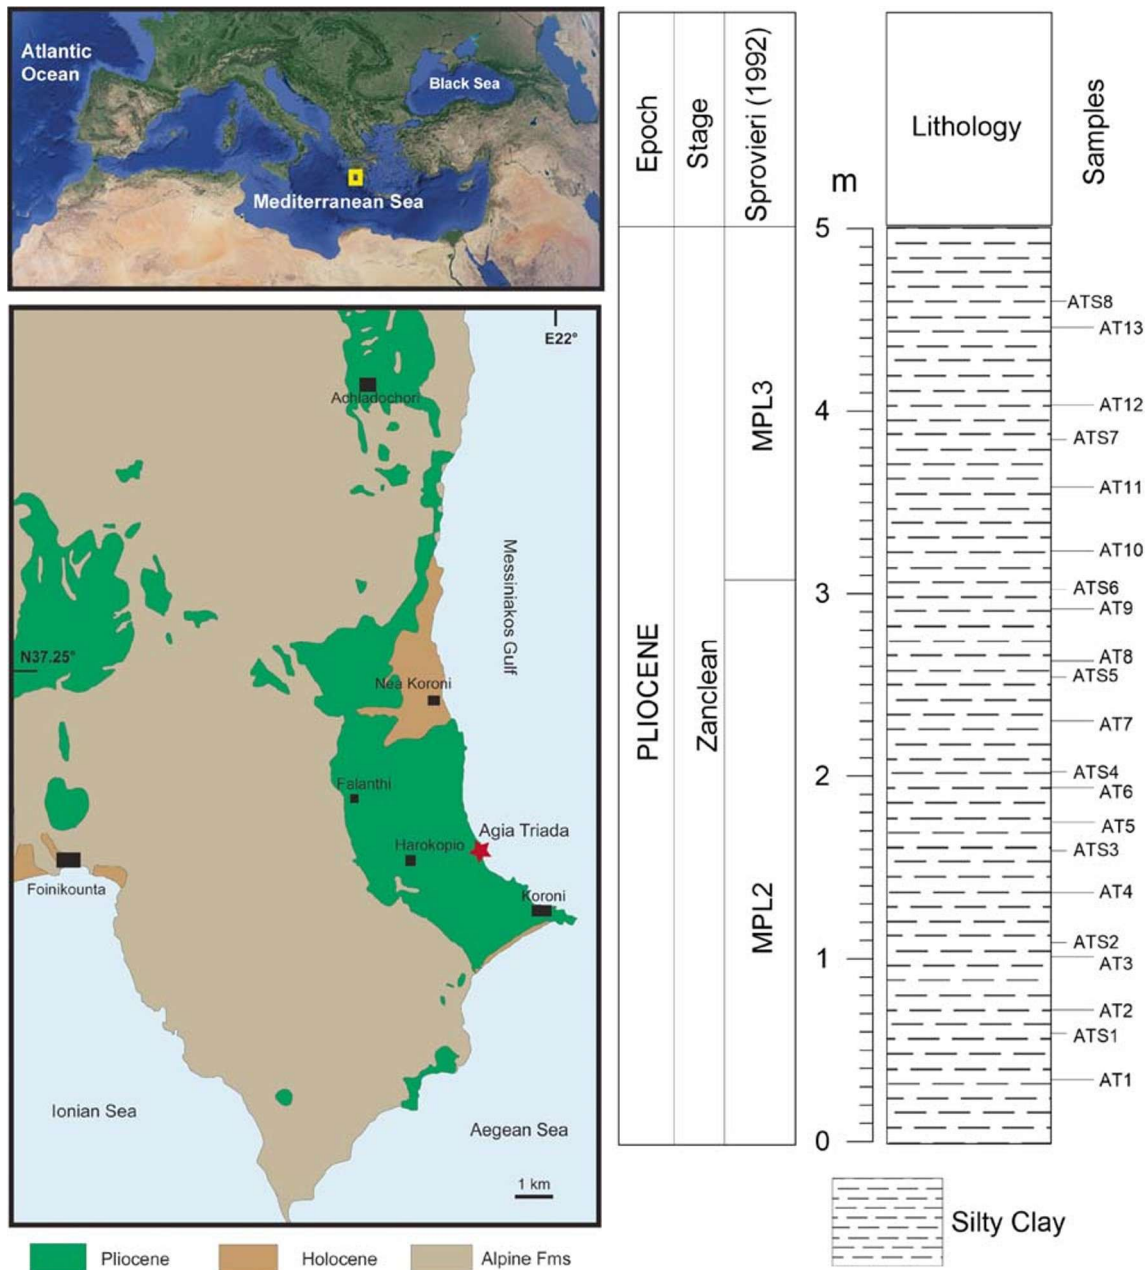 Atlantic
Ocean
Black Sea
Mediterranean Sea
E22°
Achladochori
Messiniakos Gulf
N37.25°
Nea Koroni
Falanthi
Agia Triada
Harokopio
Koroni
Foinikounta
Ionian Sea
Aegean Sea
1 km
Pliocene
Holocene
Alpine Fms
Epoch
Stage
Sprovieri (1992)
m
Lithology
Samples
PLIOCENE
Zanclean
MPL3
MPL2
5
4
3
2
1
0
ATS8
AT13
AT12
ATS7
AT11
AT10
ATS6
AT9
AT8
ATS5
AT7
ATS4
AT6
AT5
ATS3
AT4
ATS2
AT3
AT2
ATS1
AT1
Silty Clay